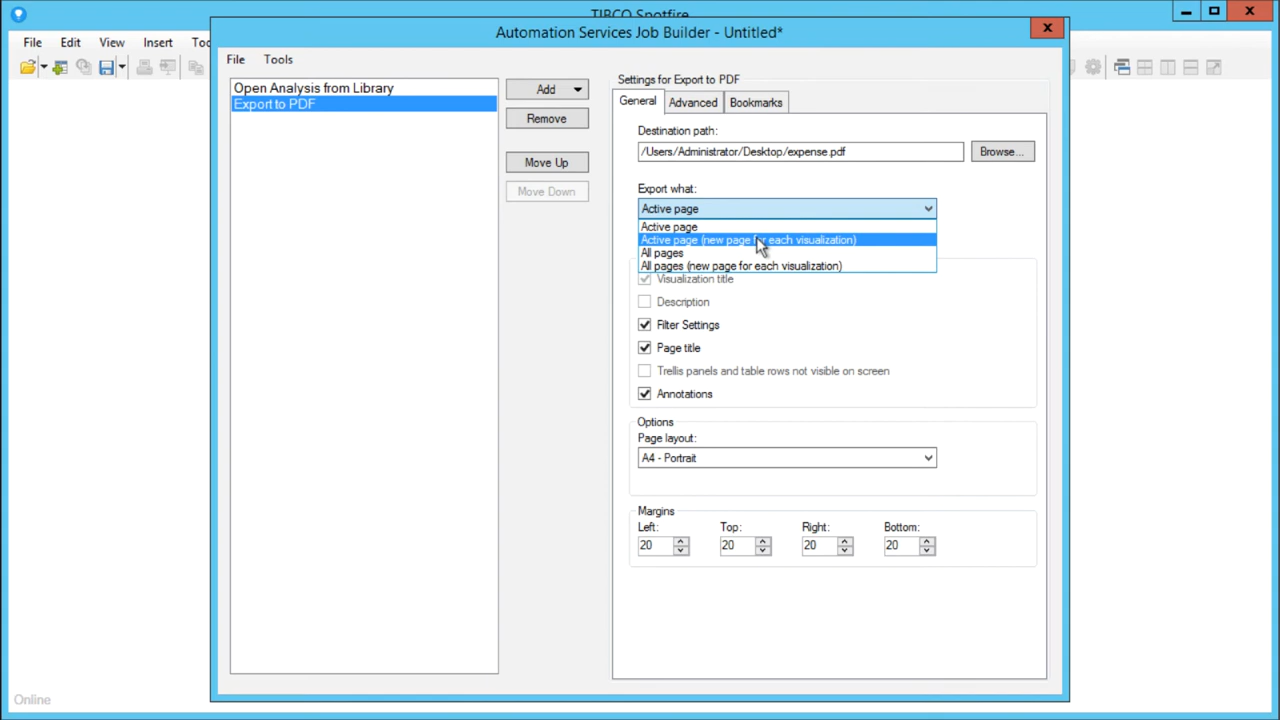 TIBCO Spotfire
Automation Services Job Builder - Untitled*
File Edit View Insert
File Tools
Open Analysis from Library
Export to PDF
Add
Remove
Move Up
Move Down
Settings for Export to PDF
General Advanced Bookmarks
Destination path:
/Users/Administrator/Desktop/expense.pdf Browse...
Export what:
Active page
Active page
Active page (new page for each visualization)
All pages
All pages (new page for each visualization)
Visualization title
Description
Filter Settings
Page title
Trellis panels and table rows not visible on screen
Annotations
Options
Page layout:
A4 - Portrait
Margins
Left: Top: Right: Bottom:
20 20 20 20
Online